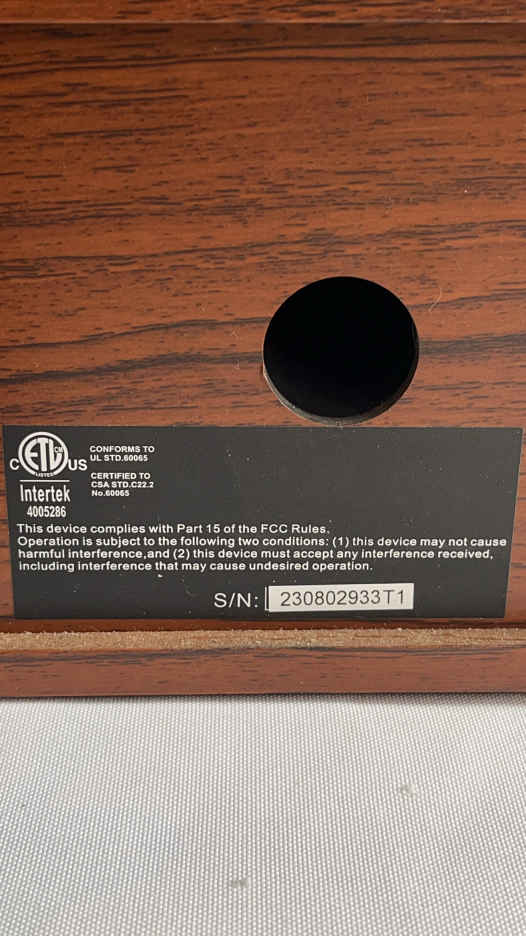 ETL CM
LISTED
C US
CONFORMS TO
UL STD.60065
CERTIFIED TO
CSA STD.C22.2
No.60065
Intertek
4005286
This device complies with Part 15 of the FCC Rules.
Operation is subject to the following two conditions: (1) this device may not cause
harmful interference,and (2) this device must accept any interference received,
including interference that may cause undesired operation.
S/N: 230802933T1